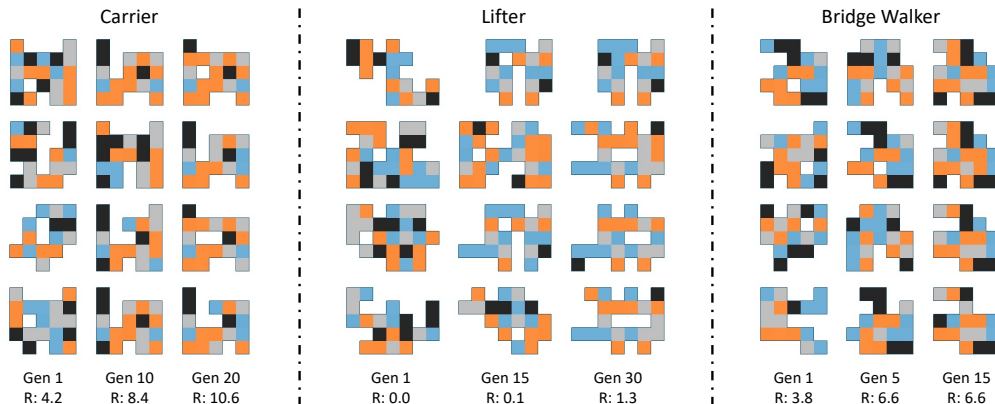 Carrier
Lifter
Bridge Walker
Gen 1
R: 4.2
Gen 10
R: 8.4
Gen 20
R: 10.6
Gen 1
R: 0.0
Gen 15
R: 0.1
Gen 30
R: 1.3
Gen 1
R: 3.8
Gen 5
R: 6.6
Gen 15
R: 6.6